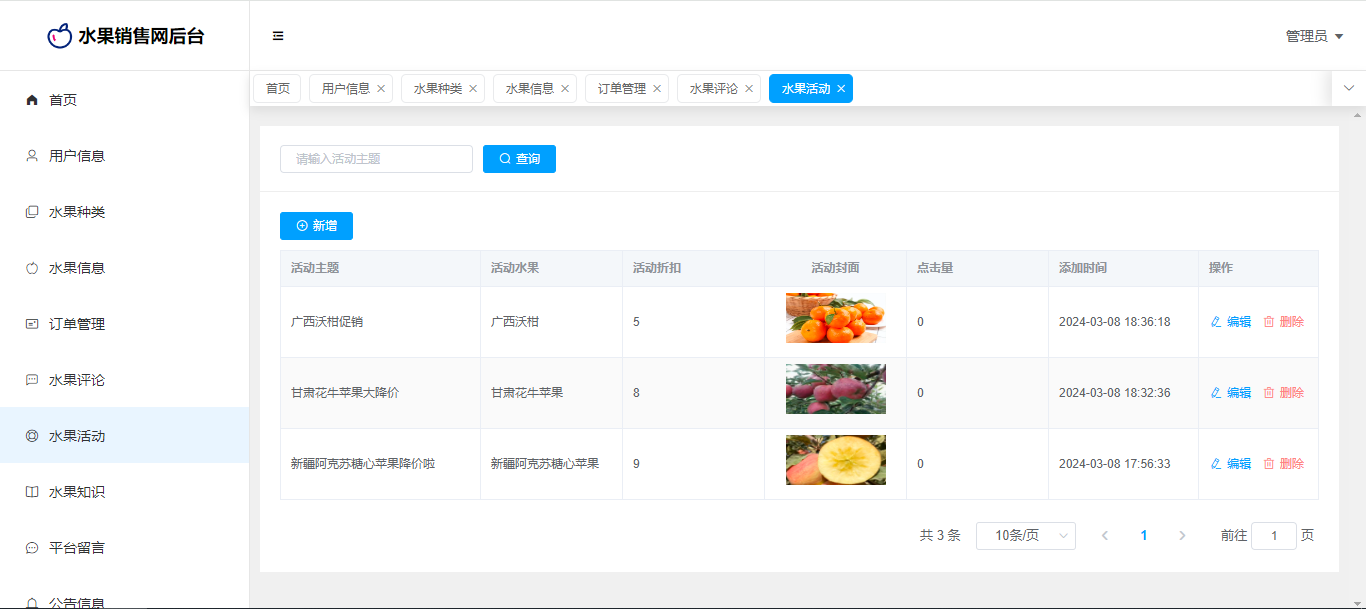 水果销售网后台
管理员
首页
用户信息
水果种类
水果信息
订单管理
水果评论
水果活动
首页
用户信息
水果种类
水果信息
订单管理
水果评论
水果活动
水果知识
平台留言
公告信息
请输入活动主题
查询
新增
活动主题 活动水果 活动折扣 活动封面 点击量 添加时间 操作
广西沃柑促销 广西沃柑 5 0 2024-03-08 18:36:18 编辑 删除
甘肃花牛苹果大降价 甘肃花牛苹果 8 0 2024-03-08 18:32:36 编辑 删除
新疆阿克苏糖心苹果降价啦 新疆阿克苏糖心苹果 9 0 2024-03-08 17:56:33 编辑 删除
共 3 条 10条/页 1 前往 1 页